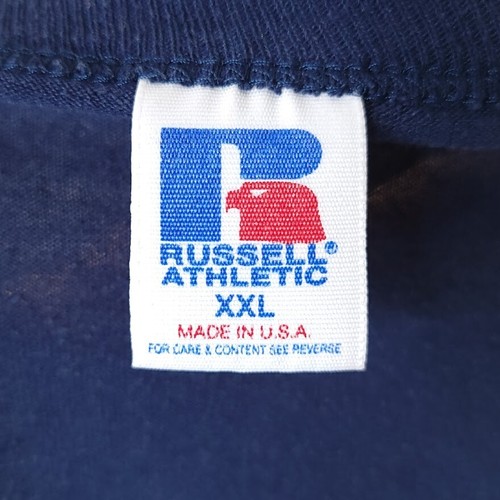 R
RUSSELL®
ATHLETIC
XXL
MADE IN U.S.A.
FOR CARE & CONTENT SEE REVERSE